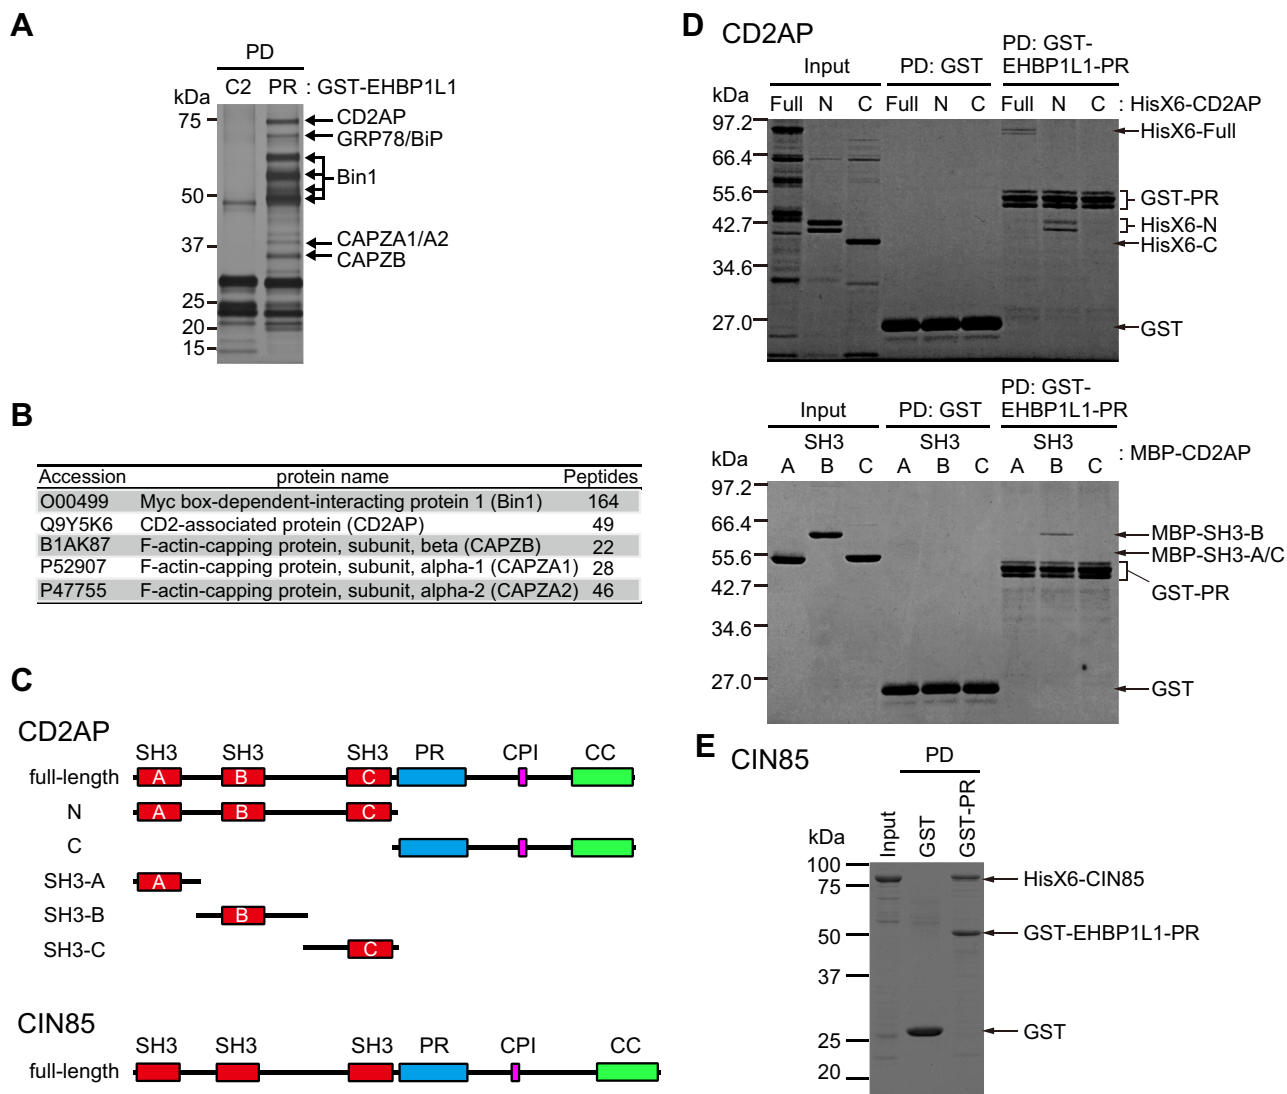 A
PD
C2 PR : GST-EHBP1L1
kDa
75
50
37
25
20
15
CD2AP
GRP78/BiP
Bin1
CAPZA1/A2
CAPZB
B
Accession protein name Peptides
O00499 Myc box-dependent-interacting protein 1 (Bin1) 164
Q9Y5K6 CD2-associated protein (CD2AP) 49
B1AK87 F-actin-capping protein, subunit, beta (CAPZB) 22
P52907 F-actin-capping protein, subunit, alpha-1 (CAPZA1) 28
P47755 F-actin-capping protein, subunit, alpha-2 (CAPZA2) 46
C
CD2AP
SH3 SH3 SH3 PR CPI CC
full-length A B C
N A B C
C
SH3-A A
SH3-B B
SH3-C C
CIN85
SH3 SH3 SH3 PR CPI CC
full-length
D CD2AP
Input PD: GST PD: GST-
EHBP1L1-PR
kDa Full N C Full N C Full N C : HisX6-CD2AP
97.2
66.4
55.6
42.7
34.6
27.0
HisX6-Full
GST-PR
HisX6-N
HisX6-C
GST
Input PD: GST PD: GST-
EHBP1L1-PR
SH3 SH3 SH3 : MBP-CD2AP
kDa A B C A B C A B C
97.2
66.4
55.6
42.7
34.6
27.0
MBP-SH3-B
MBP-SH3-A/C
GST-PR
GST
E CIN85
PD
kDa Input GST GST-PR
100
75
50
37
25
20
HisX6-CIN85
GST-EHBP1L1-PR
GST